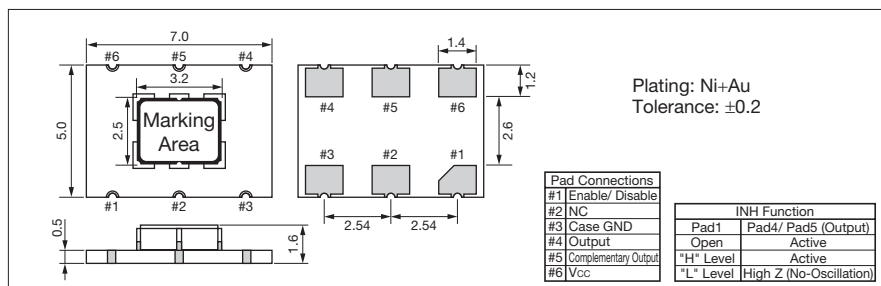 7.0
#6 #5 #4
3.2
5.0
2.5
Marking
Area
#1 #2 #3
0.5
1.6
1.4
1.2
#4 #5 #6
2.6
#3 #2 #1
2.54 2.54
Plating: Ni+Au
Tolerance: ±0.2
Pad Connections
#1 Enable/ Disable
#2 NC
#3 Case GND
#4 Output
#5 Complementary Output
#6 Vcc
INH Function
Pad1 Pad4/ Pad5 (Output)
Open Active
"H" Level Active
"L" Level High Z (No-Oscillation)